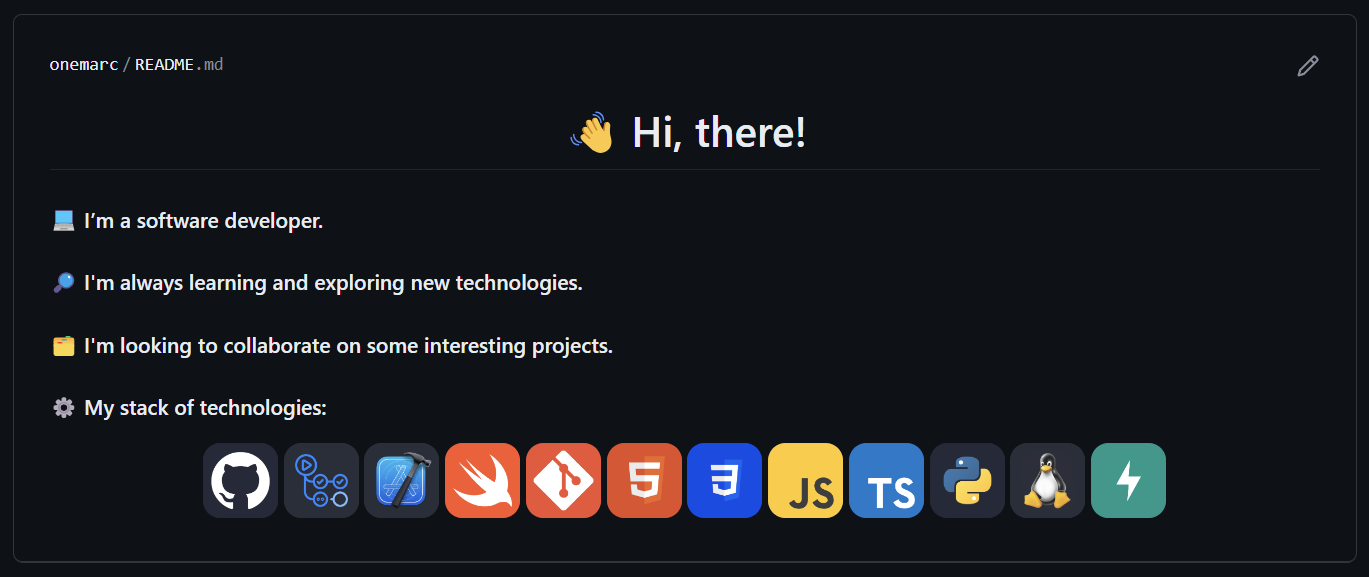 onemarc / README.md
👋 Hi, there!
💻 I’m a software developer.
🔎 I'm always learning and exploring new technologies.
🗂️ I'm looking to collaborate on some interesting projects.
⚙️ My stack of technologies:
5 3 JS TS